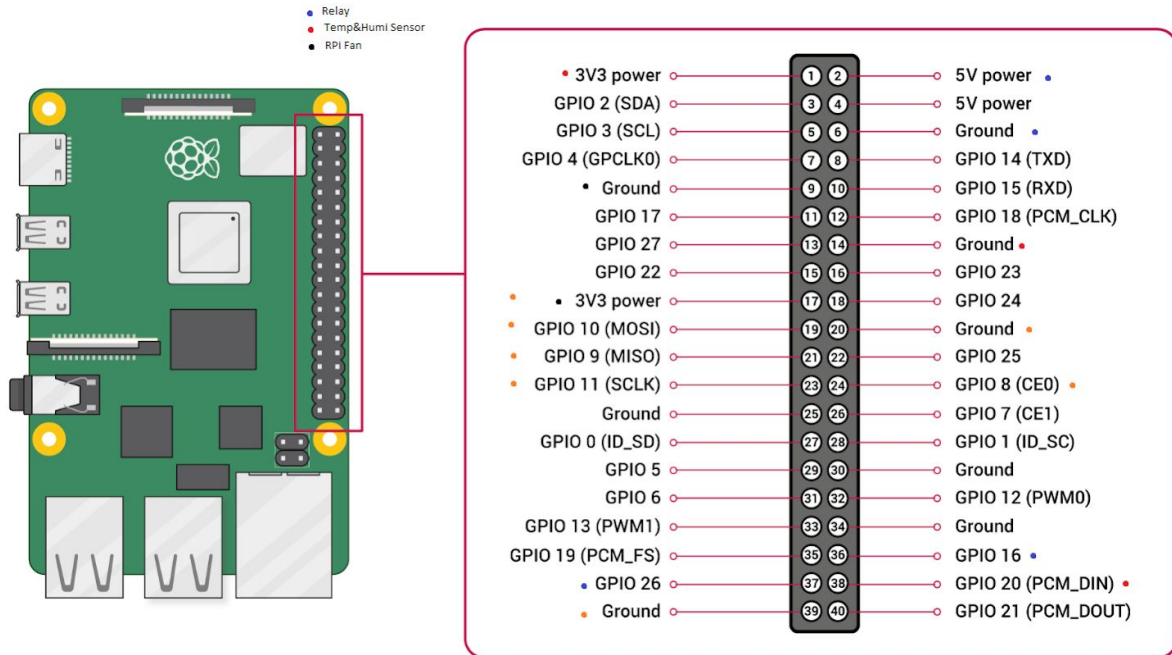 Relay
Temp&Humi Sensor
RPI Fan
3V3 power 1 2 5V power
GPIO 2 (SDA) 3 4 5V power
GPIO 3 (SCL) 5 6 Ground
GPIO 4 (GPCLK0) 7 8 GPIO 14 (TXD)
Ground 9 10 GPIO 15 (RXD)
GPIO 17 11 12 GPIO 18 (PCM_CLK)
GPIO 27 13 14 Ground
GPIO 22 15 16 GPIO 23
3V3 power 17 18 GPIO 24
GPIO 10 (MOSI) 19 20 Ground
GPIO 9 (MISO) 21 22 GPIO 25
GPIO 11 (SCLK) 23 24 GPIO 8 (CE0)
Ground 25 26 GPIO 7 (CE1)
GPIO 0 (ID_SD) 27 28 GPIO 1 (ID_SC)
GPIO 5 29 30 Ground
GPIO 6 31 32 GPIO 12 (PWM0)
GPIO 13 (PWM1) 33 34 Ground
GPIO 19 (PCM_FS) 35 36 GPIO 16
GPIO 26 37 38 GPIO 20 (PCM_DIN)
Ground 39 40 GPIO 21 (PCM_DOUT)